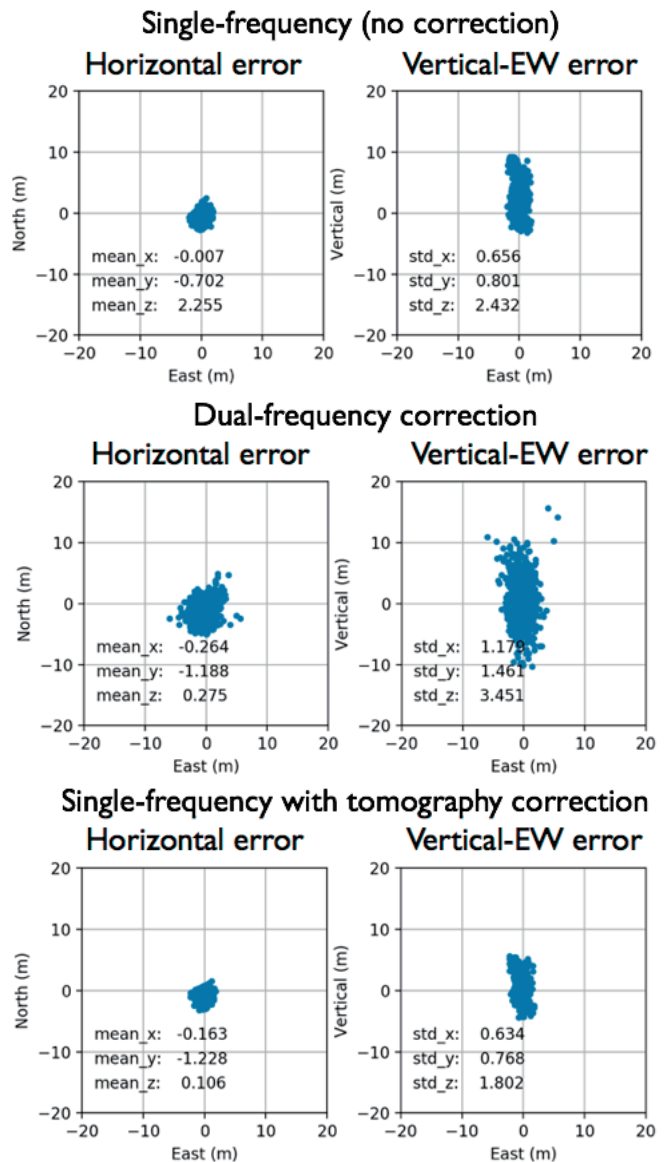 Single-frequency (no correction)
Horizontal error Vertical-EW error
20 20
10 10
0 0
−10 −10
−20 −20
North (m) Vertical (m)
mean_x: -0.007 std_x: 0.656
mean_y: -0.702 std_y: 0.801
mean_z: 2.255 std_z: 2.432
−20 −10 0 10 20 −20 −10 0 10 20
East (m) East (m)
Dual-frequency correction
Horizontal error Vertical-EW error
20 20
10 10
0 0
−10 −10
−20 −20
North (m) Vertical (m)
mean_x: -0.264 std_x: 1.179
mean_y: -1.188 std_y: 1.461
mean_z: 0.275 std_z: 3.451
−20 −10 0 10 20 −20 −10 0 10 20
East (m) East (m)
Single-frequency with tomography correction
Horizontal error Vertical-EW error
20 20
10 10
0 0
−10 −10
−20 −20
North (m) Vertical (m)
mean_x: -0.163 std_x: 0.634
mean_y: -1.228 std_y: 0.768
mean_z: 0.106 std_z: 1.802
−20 −10 0 10 20 −20 −10 0 10 20
East (m) East (m)